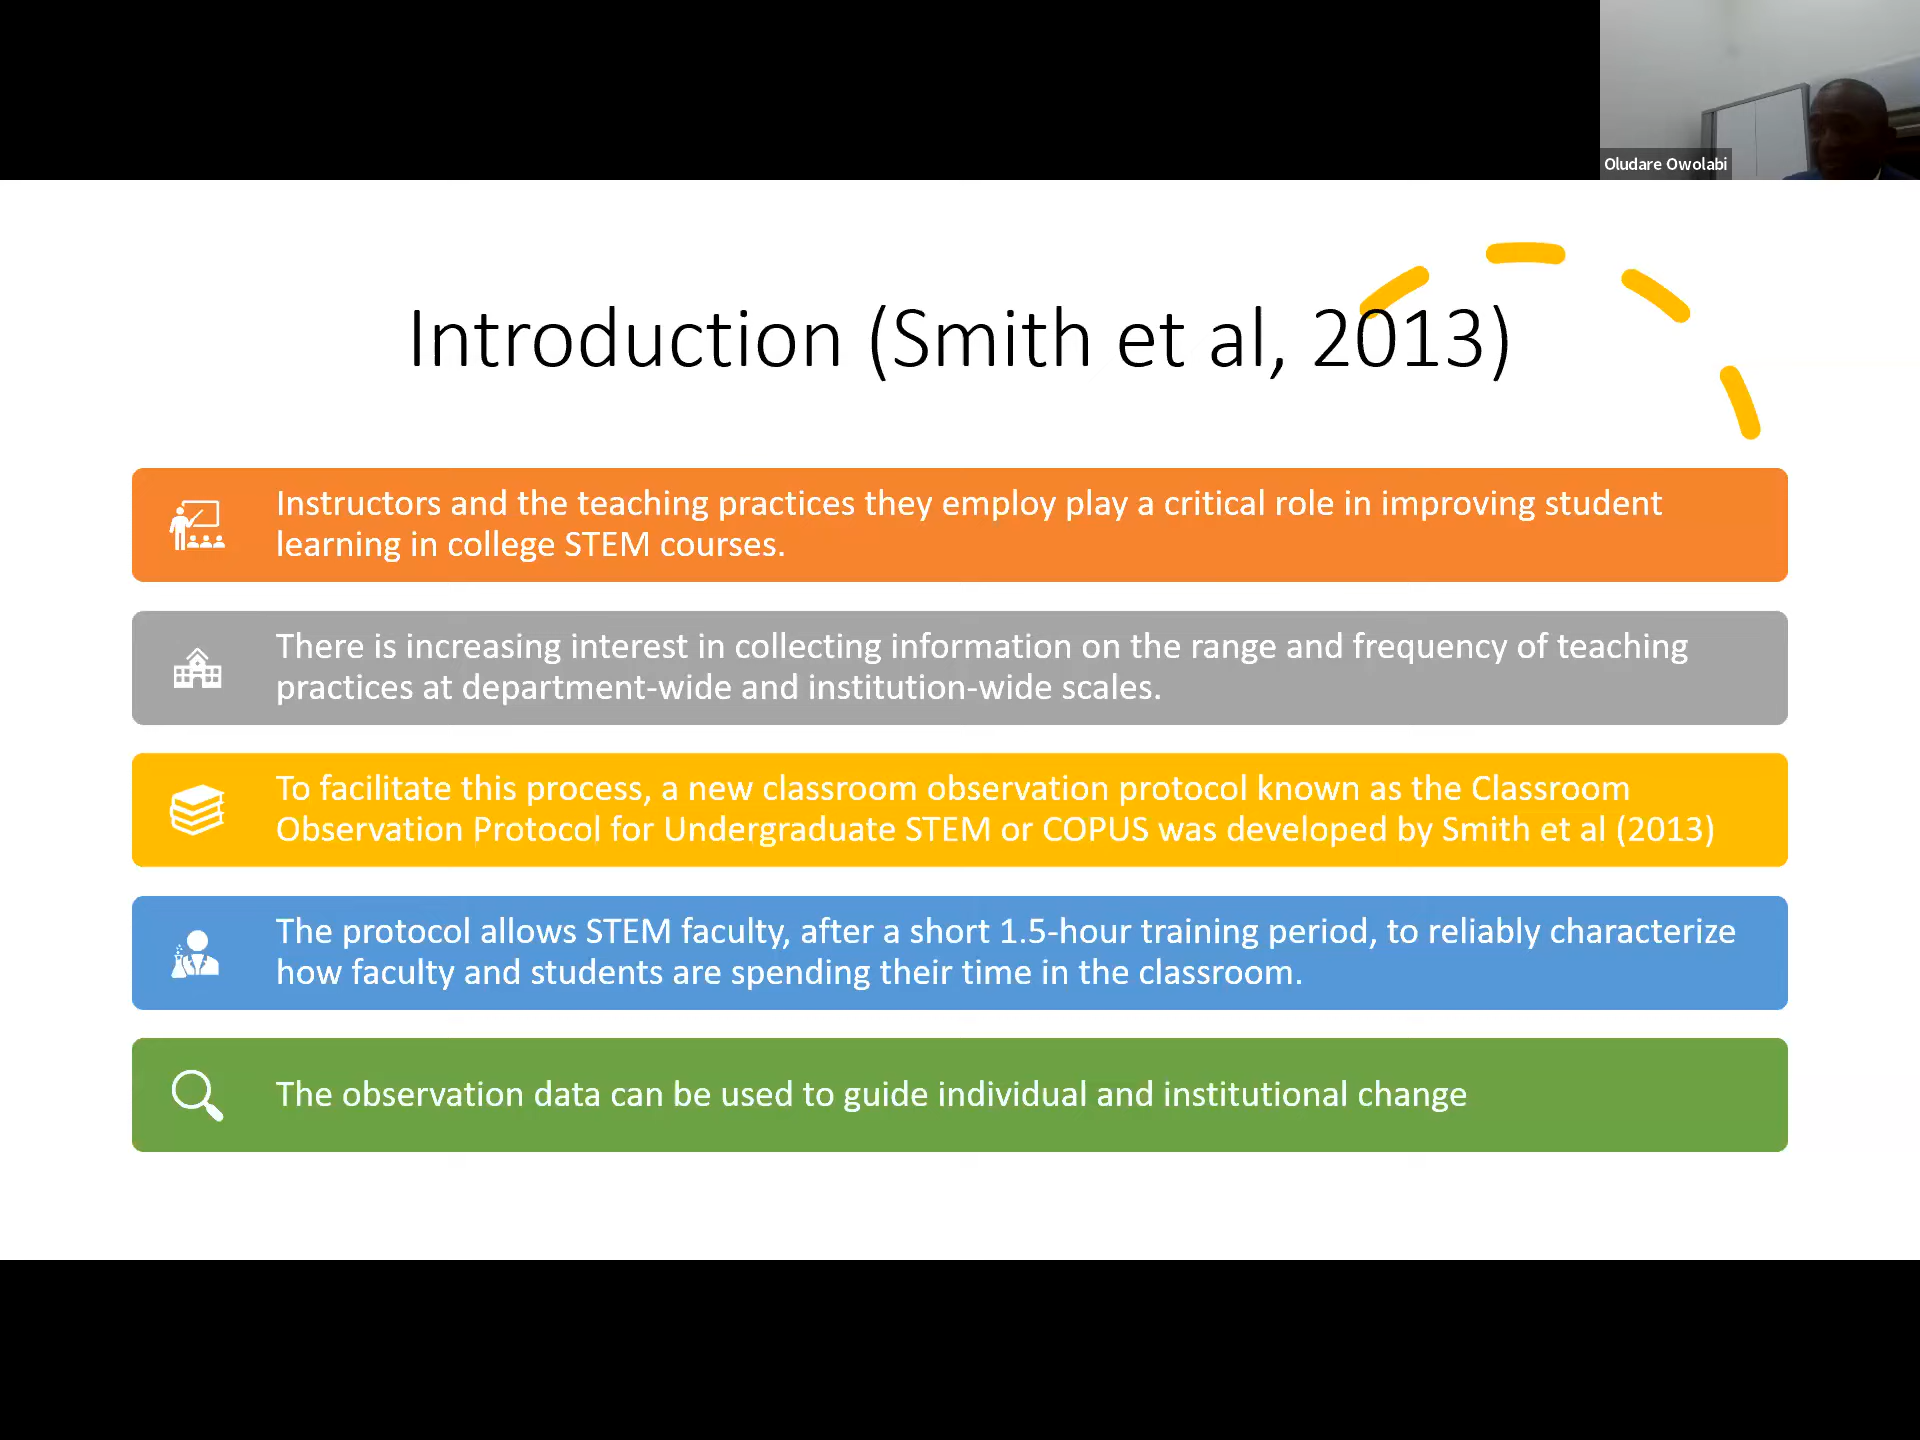 Oludare Owolabi
Introduction (Smith et al, 2013)
Instructors and the teaching practices they employ play a critical role in improving student
learning in college STEM courses.
There is increasing interest in collecting information on the range and frequency of teaching
practices at department-wide and institution-wide scales.
To facilitate this process, a new classroom observation protocol known as the Classroom
Observation Protocol for Undergraduate STEM or COPUS was developed by Smith et al (2013)
The protocol allows STEM faculty, after a short 1.5-hour training period, to reliably characterize
how faculty and students are spending their time in the classroom.
The observation data can be used to guide individual and institutional change